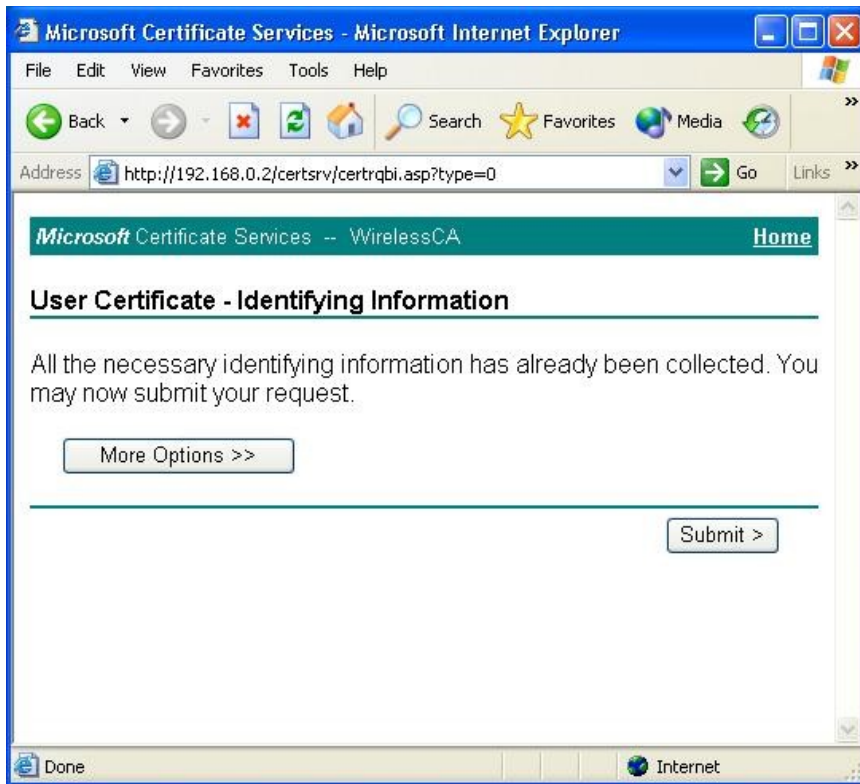 Microsoft Certificate Services - Microsoft Internet Explorer
File Edit View Favorites Tools Help
Back Search Favorites Media »
Address http://192.168.0.2/certsrv/certrqbi.asp?type=0 Go Links »
Microsoft Certificate Services -- WirelessCA Home
User Certificate - Identifying Information
All the necessary identifying information has already been collected. You
may now submit your request.
More Options >>
Submit >
Done Internet